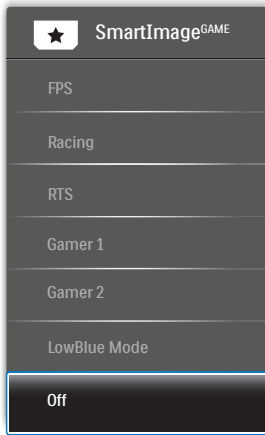 SmartImageGAME
FPS
Racing
RTS
Gamer 1
Gamer 2
LowBlue Mode
Off